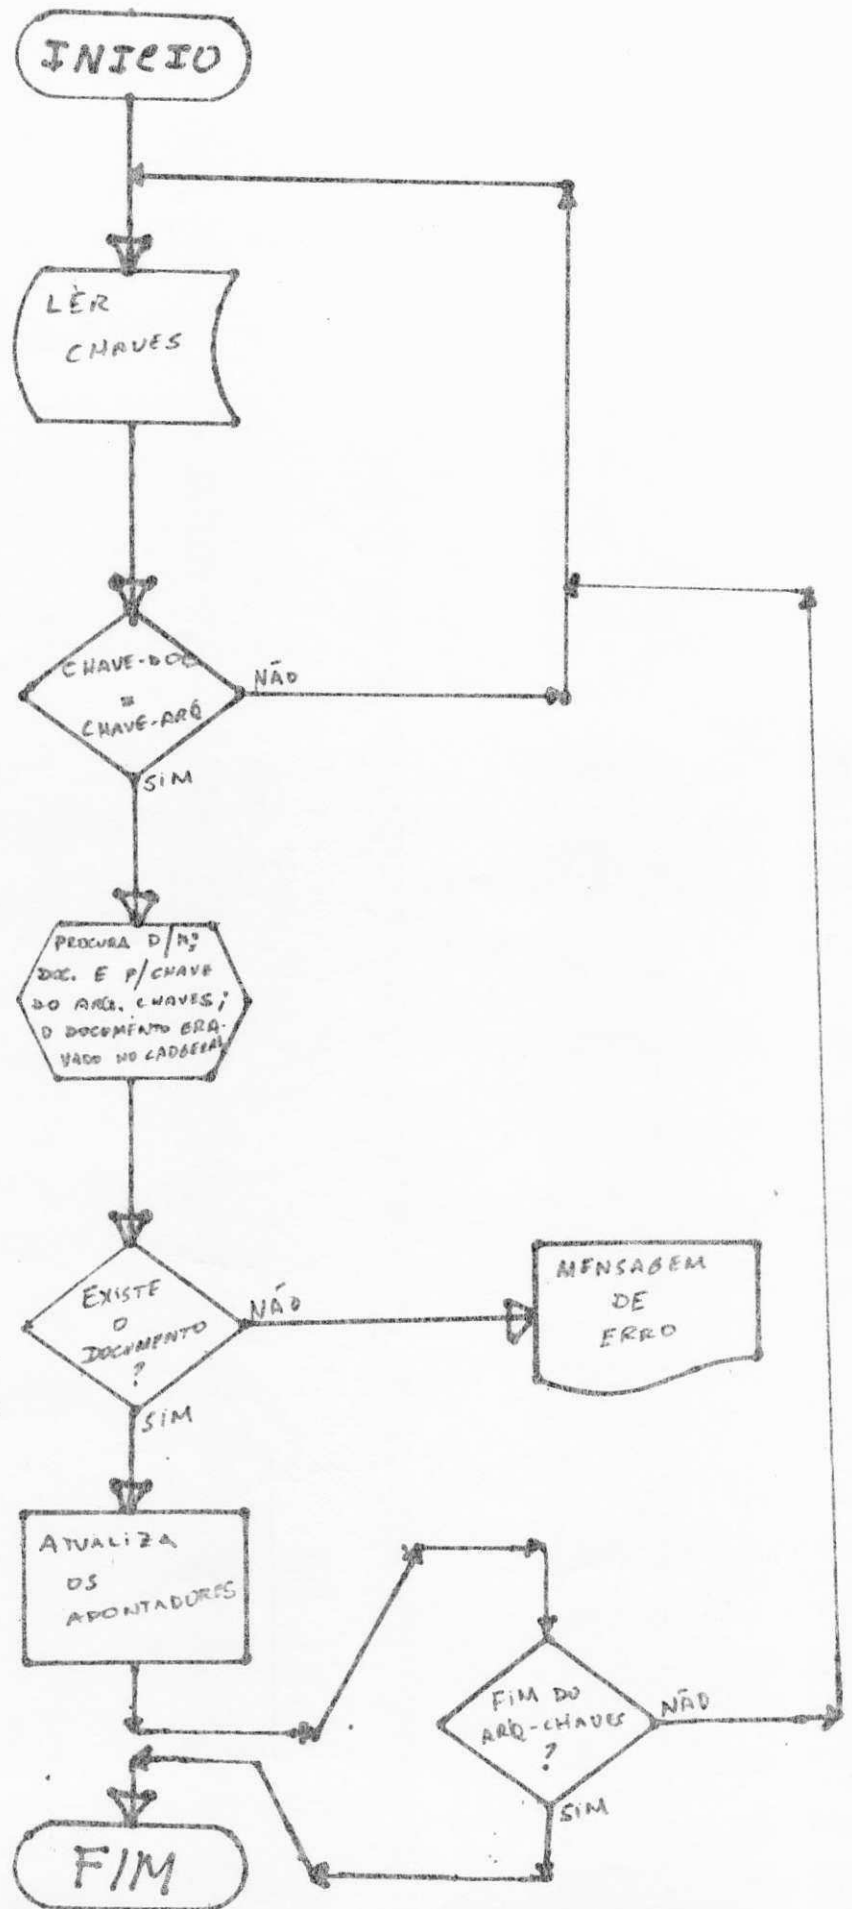 INICIO
LÊR
CHAVES
CHAVE-DOC
=
CHAVE-ARQ
NÃO
SIM
PROCURA P/Nº
DOC. E P/CHAVE
DO ARQ. CHAVES;
O DOCUMENTO GRA-
VADO NO CADGERAL
EXISTE
O
DOCUMENTO
?
NÃO
SIM
MENSAGEM
DE
ERRO
ATUALIZA
OS
APONTADORES
FIM DO
ARQ-CHAVES
?
NÃO
SIM
FIM